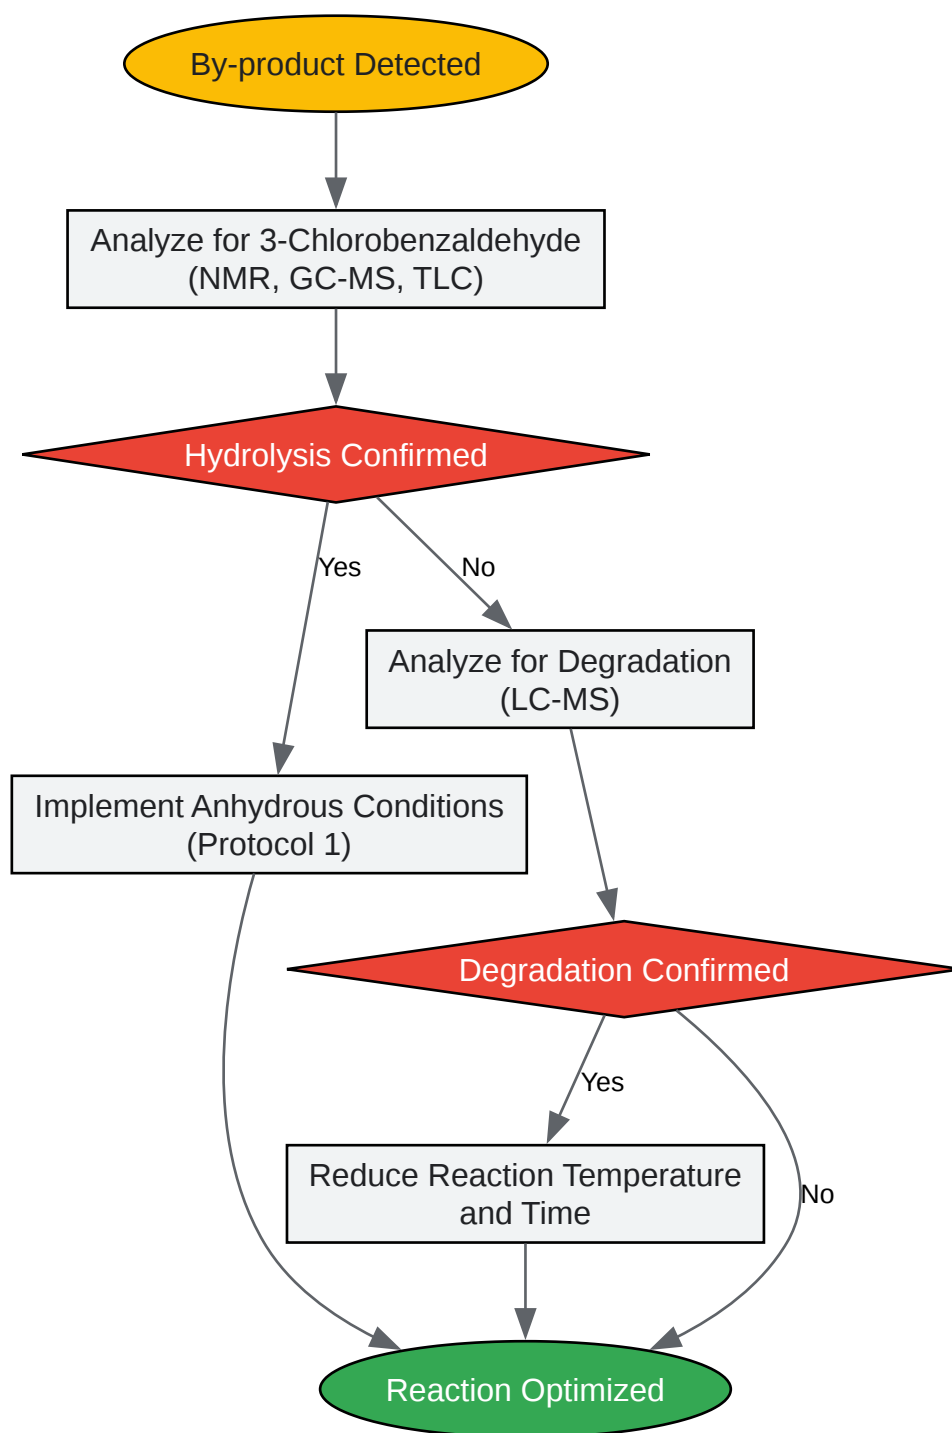 By-product Detected
Analyze for 3-Chlorobenzaldehyde
(NMR, GC-MS, TLC)
Hydrolysis Confirmed
Yes
No
Analyze for Degradation
(LC-MS)
Implement Anhydrous Conditions
(Protocol 1)
Degradation Confirmed
Yes
Reduce Reaction Temperature
and Time
No
Reaction Optimized